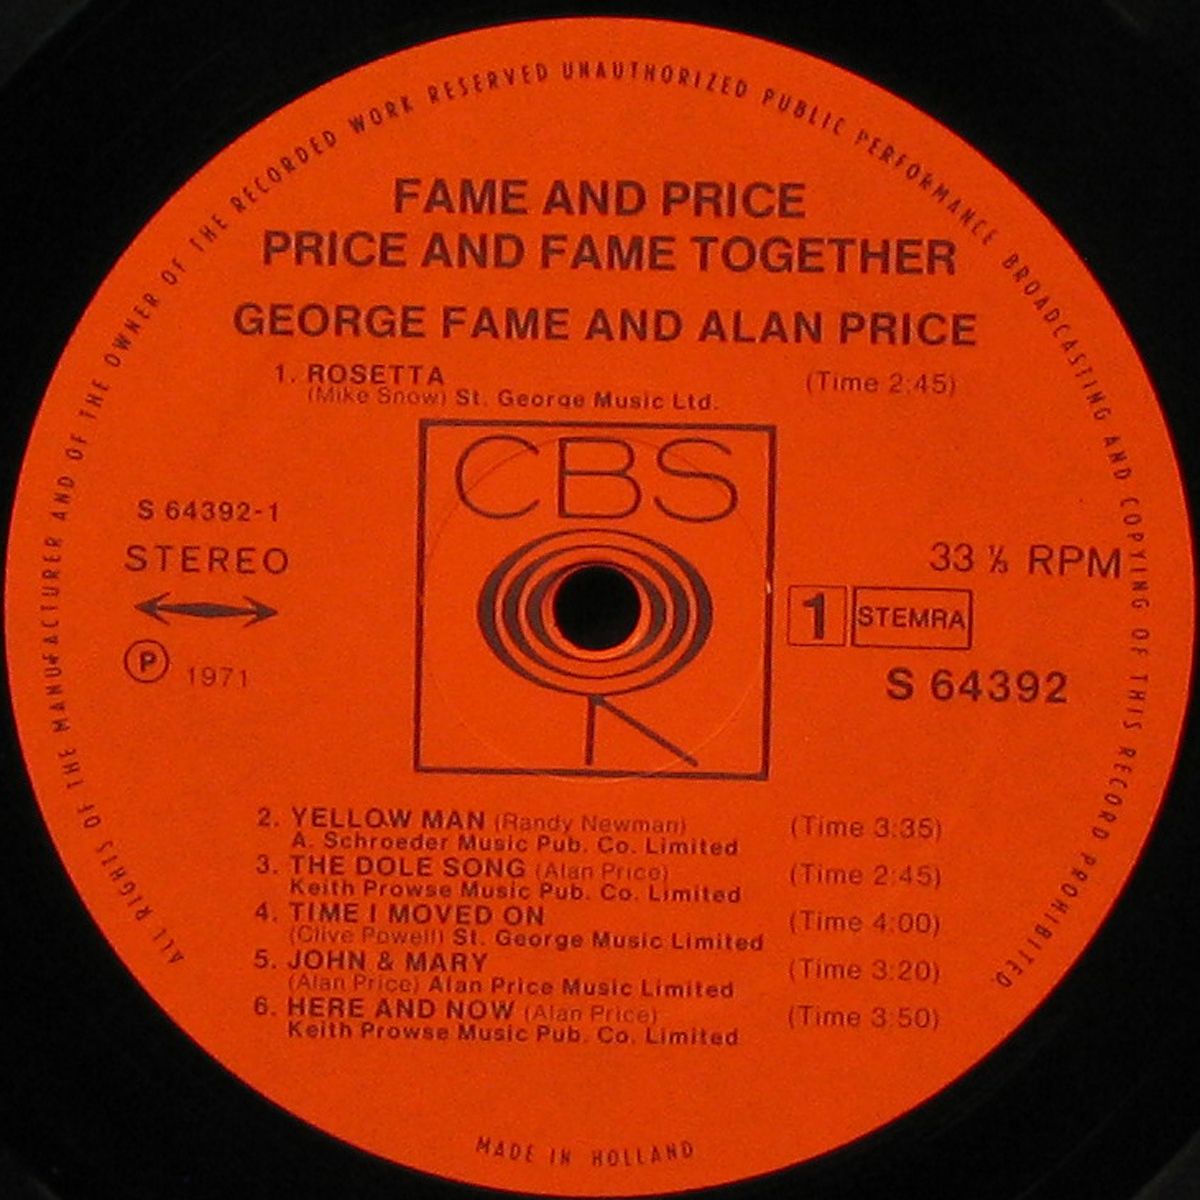 ALL RIGHTS OF THE MANUFACTURER AND OF THE OWNER OF THE RECORDED WORK RESERVED UNAUTHORIZED PUBLIC PERFORMANCE BROADCASTING AND COPYING OF THIS RECORD PROHIBITED
FAME AND PRICE
PRICE AND FAME TOGETHER
GEORGE FAME AND ALAN PRICE
1. ROSETTA (Time 2:45)
(Mike Snow) St. George Music Ltd.
CBS
S 64392-1
STEREO
℗ 1971
33 ⅓ RPM
1 STEMRA
S 64392
2. YELLOW MAN (Randy Newman) (Time 3:35)
A. Schroeder Music Pub. Co. Limited
3. THE DOLE SONG (Alan Price) (Time 2:45)
Keith Prowse Music Pub. Co. Limited
4. TIME I MOVED ON (Time 4:00)
(Clive Powell) St. George Music Limited
5. JOHN & MARY (Time 3:20)
(Alan Price) Alan Price Music Limited
6. HERE AND NOW (Alan Price) (Time 3:50)
Keith Prowse Music Pub. Co. Limited
MADE IN HOLLAND